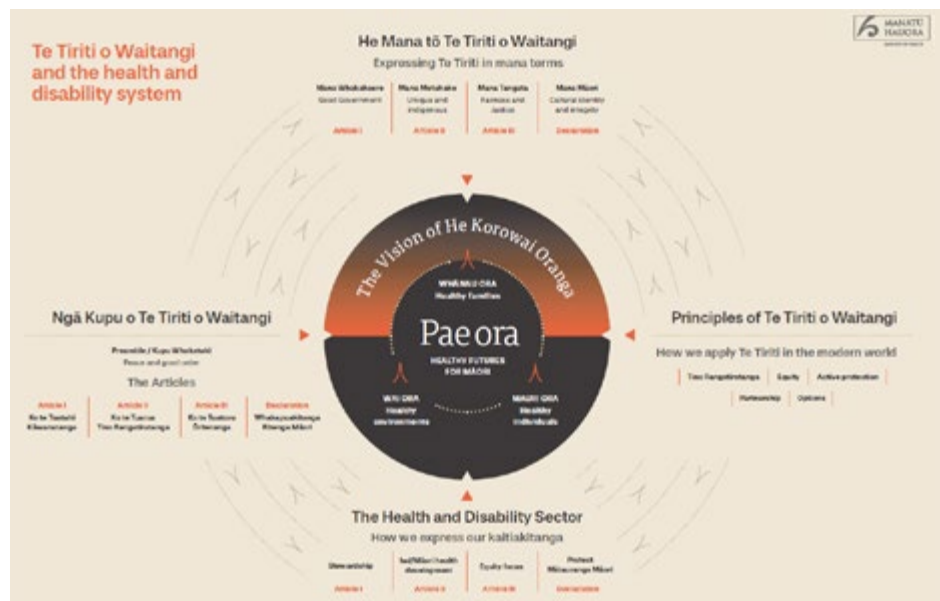 Te Tiriti o Waitangi
and the health and
disability system
MANATŪ
HAUORA
He Mana tō Te Tiriti o Waitangi
Expressing Te Tiriti in mana terms
Mana Whakahaere
Good Government
Article I
Mana Motuhake
Unique and
Indigenous
Article II
Mana Tangata
Fairness and
Justice
Article III
Mana Māori
Cultural identity
and integrity
Declaration
The Vision of He Korowai Oranga
WHĀNAU ORA
Healthy families
Pae ora
HEALTHY FUTURES
FOR MĀORI
WAI ORA
Healthy
environments
MAURI ORA
Healthy
individuals
Ngā Kupu o Te Tiriti o Waitangi
Preamble / Kupu Whakataki
Peace and good order
The Articles
Article I
Ko te Tuatahi
Kāwanatanga
Article II
Ko te Tuarua
Tino Rangatiratanga
Article III
Ko te Tuatoru
Ōritetanga
Declaration
Ritenga Māori
Principles of Te Tiriti o Waitangi
How we apply Te Tiriti in the modern world
Tino Rangatiratanga
Equity
Active protection
Partnership
Options
The Health and Disability Sector
How we express our kaitiakitanga
Stewardship
Article I
Iwi/Māori health
development
Article II
Equity focus
Article III
Protect
Mātauranga Māori
Declaration